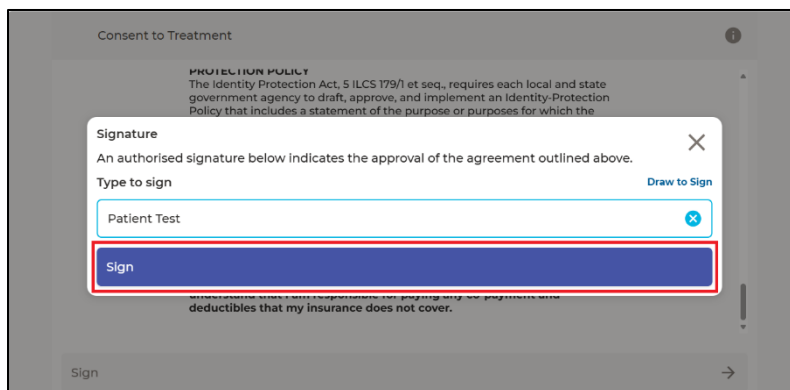 Consent to Treatment
PROTECTION POLICY
The Identity Protection Act, 5 ILCS 179/1 et seq., requires each local and state
government agency to draft, approve, and implement an Identity-Protection
Policy that includes a statement of the purpose or purposes for which the
Signature
An authorised signature below indicates the approval of the agreement outlined above.
Type to sign
Draw to Sign
Patient Test
Sign
understand that I am responsible for paying any co-payment and
deductibles that my insurance does not cover.
Sign